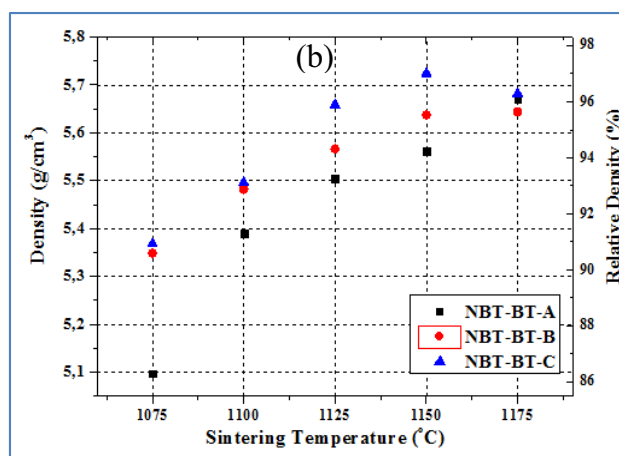 (b)
5,8
5,7
5,6
5,5
5,4
5,3
5,2
5,1
Density (g/cm³)
98
96
94
92
91
90
88
86
Relative Density (%)
NBT-BT-A
NBT-BT-B
NBT-BT-C
1075 1100 1125 1150 1175
Sintering Temperature (°C)